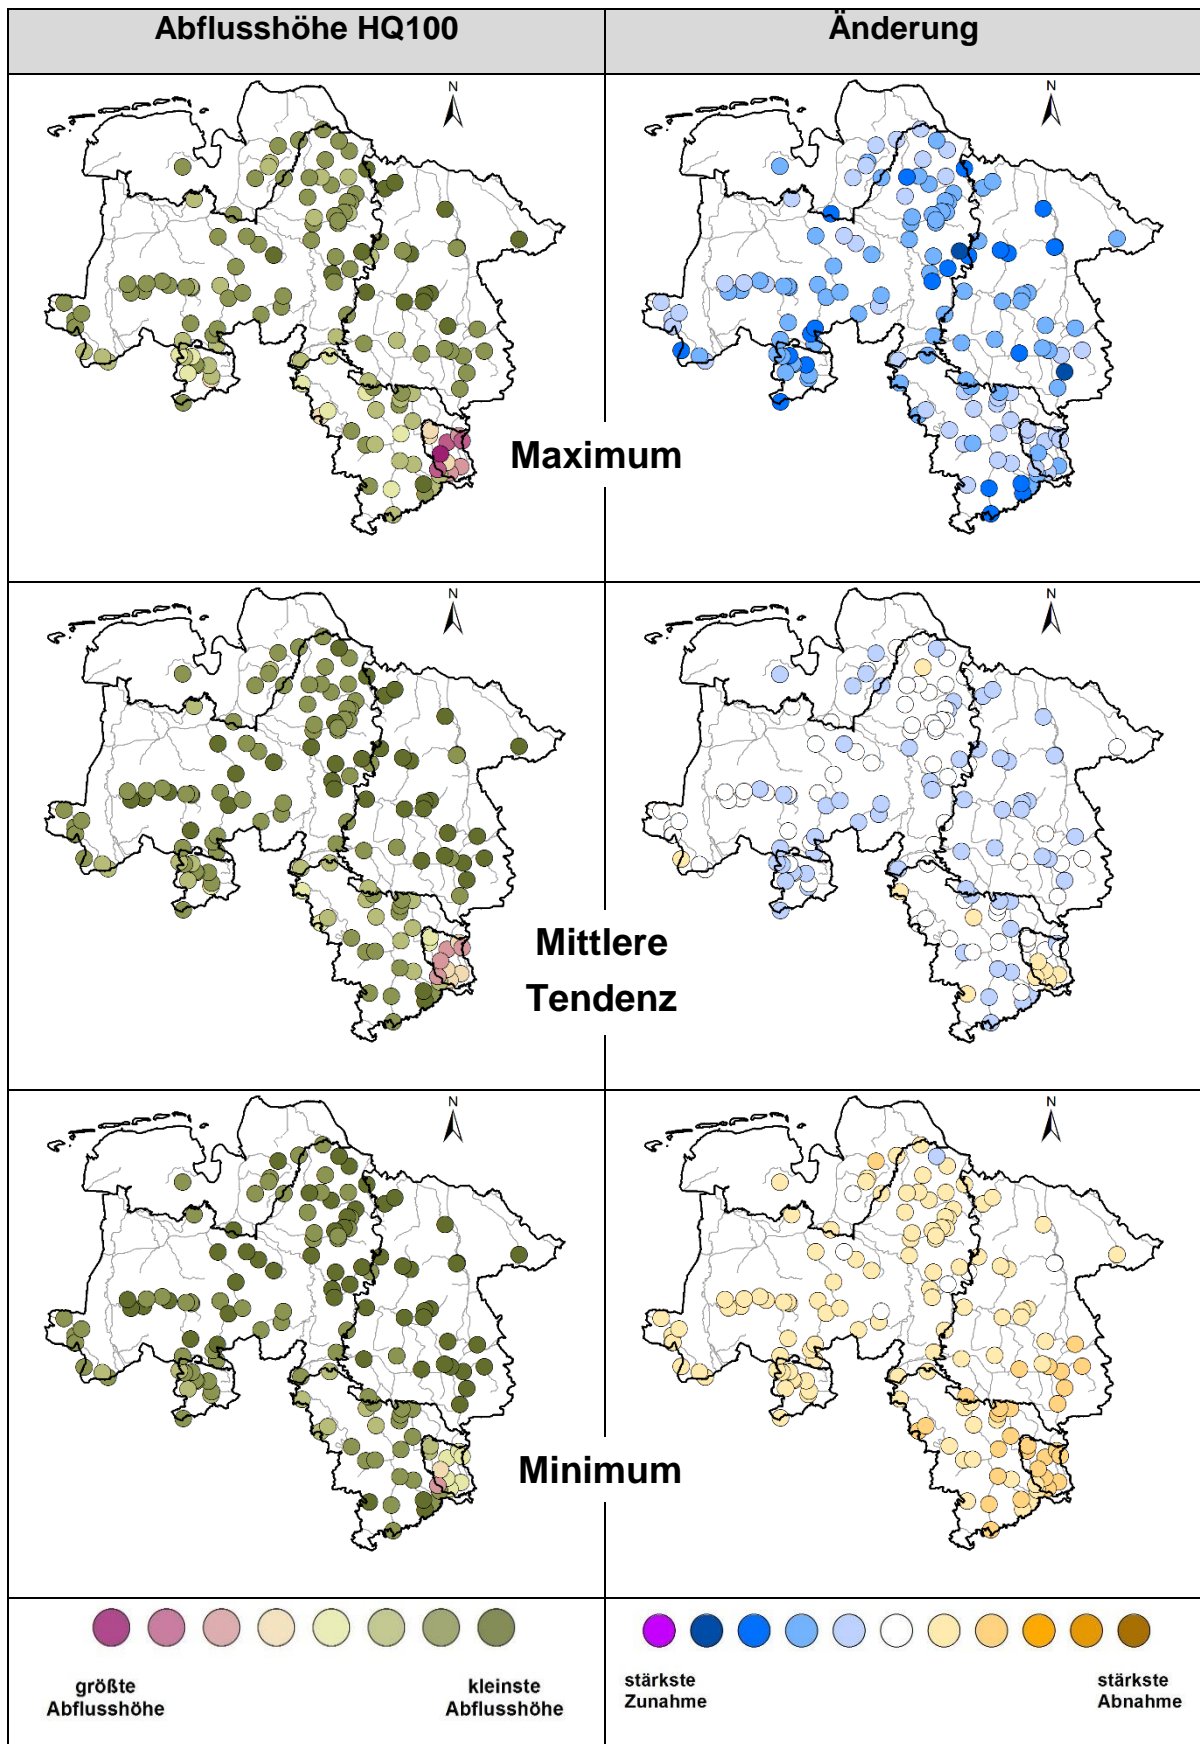 Abflusshöhe HQ100
Änderung
N
N
Maximum
N
N
Mittlere
Tendenz
N
N
Minimum
größte
Abflusshöhe
kleinste
Abflusshöhe
stärkste
Zunahme
stärkste
Abnahme